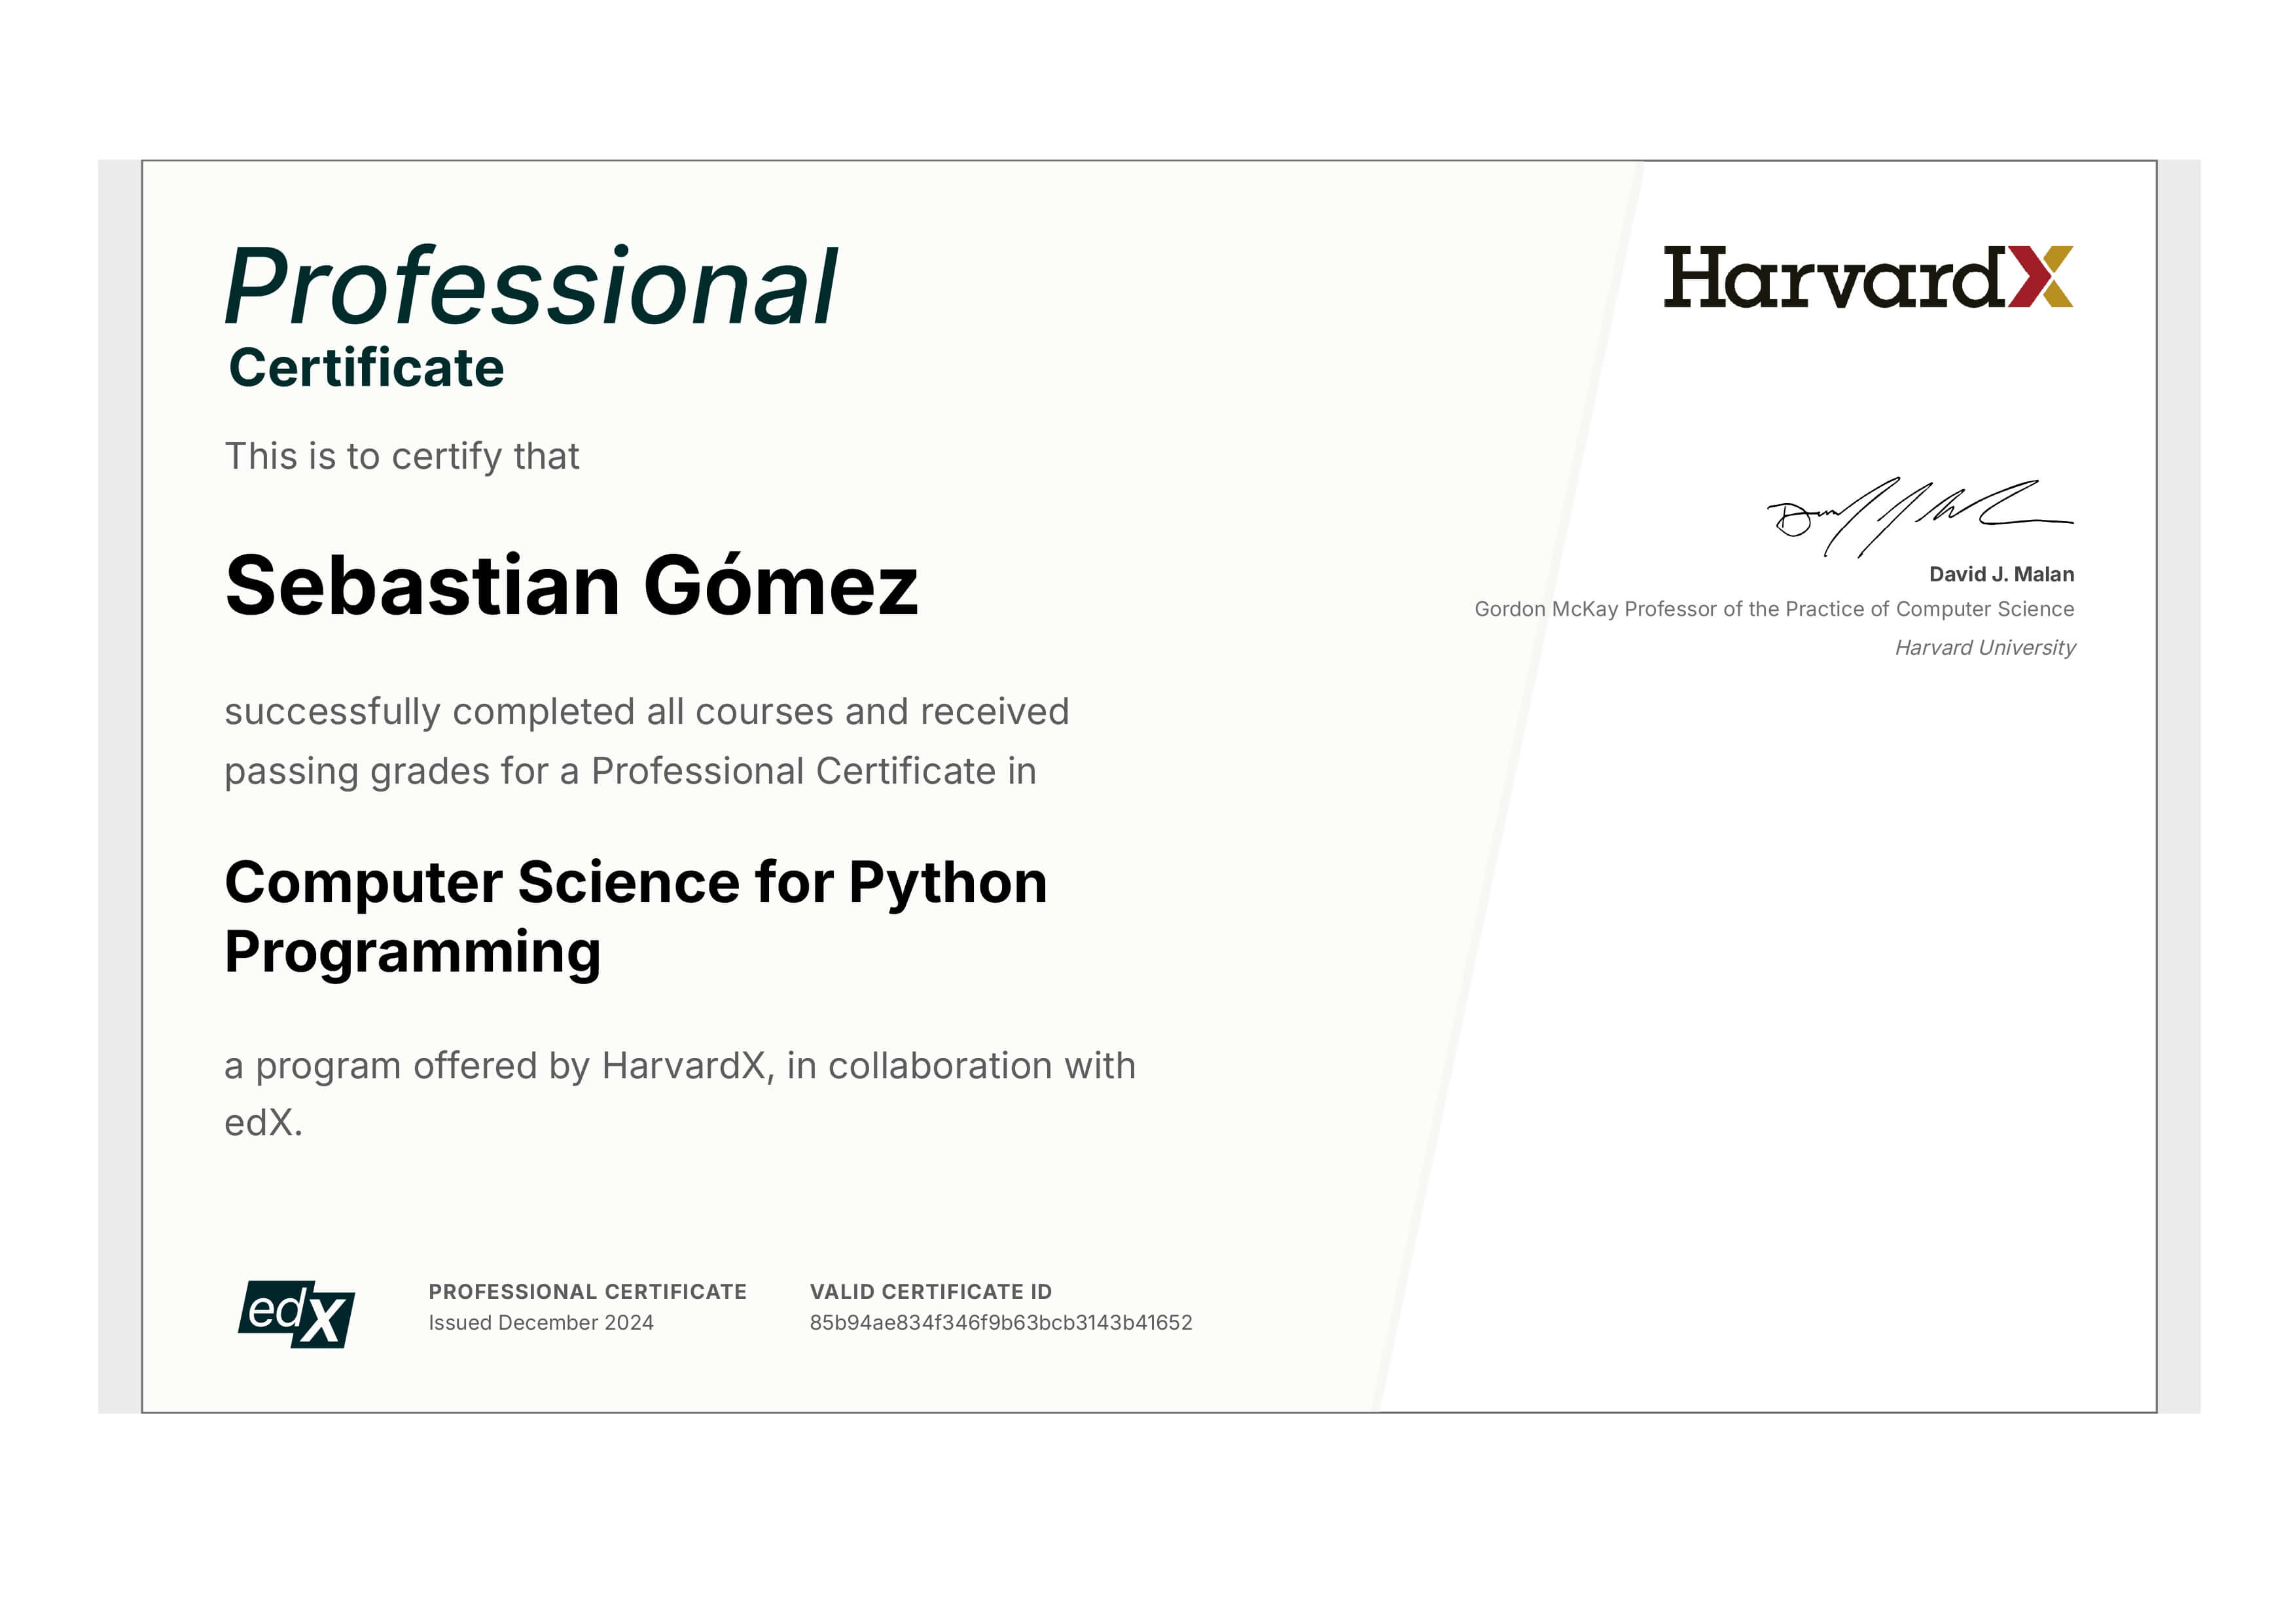 Professional
Certificate
This is to certify that
Sebastian Gómez
successfully completed all courses and received
passing grades for a Professional Certificate in
Computer Science for Python
Programming
a program offered by HarvardX, in collaboration with
edX.
edX
PROFESSIONAL CERTIFICATE
Issued December 2024
VALID CERTIFICATE ID
85b94ae834f346f9b63bcb3143b41652
HarvardX
David J. Malan
Gordon McKay Professor of the Practice of Computer Science
Harvard University